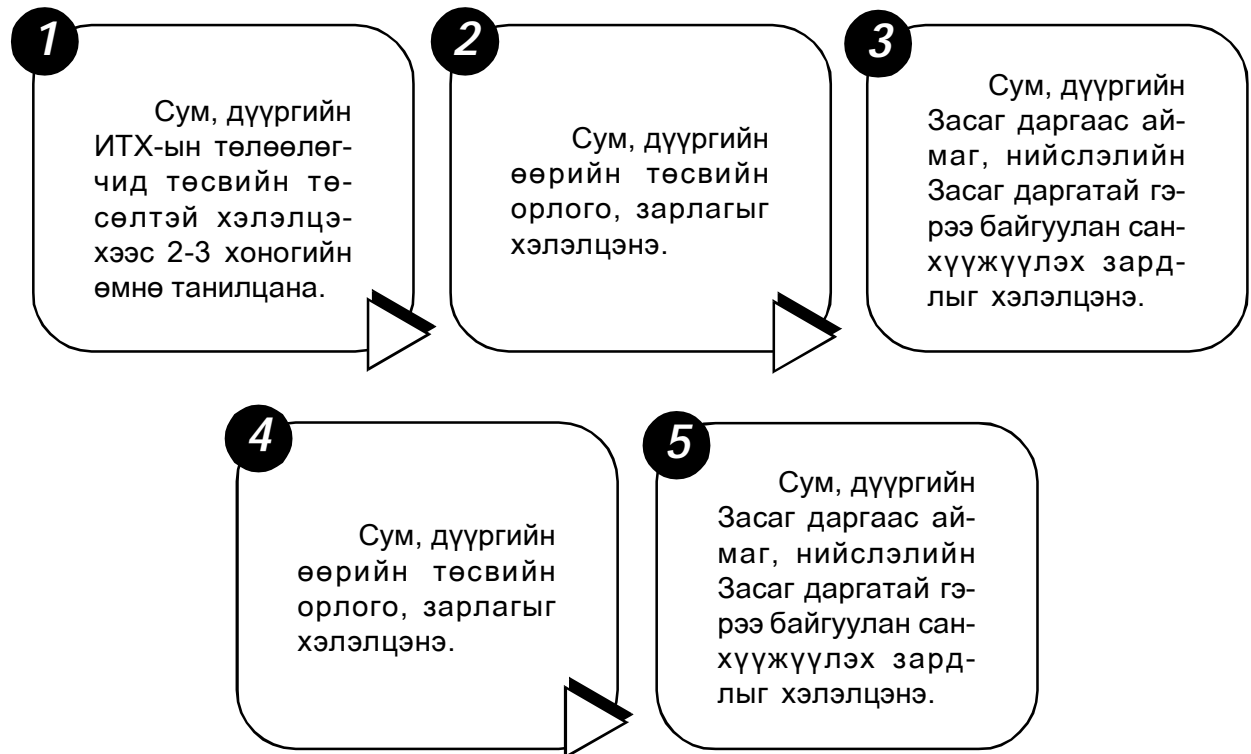 1
Сум, дүүргийн
ИТХ-ын төлөөлөг-
чид төсвийн тө-
сөлтэй хэлэлцэ-
хээс 2-3 хоногийн
өмнө танилцана.
2
Сум, дүүргийн
өөрийн төсвийн
орлого, зарлагыг
хэлэлцэнэ.
3
Сум, дүүргийн
Засаг даргаас ай-
маг, нийслэлийн
Засаг даргатай гэ-
рээ байгуулан сан-
хүүжүүлэх зард-
лыг хэлэлцэнэ.
4
Сум, дүүргийн
өөрийн төсвийн
орлого, зарлагыг
хэлэлцэнэ.
5
Сум, дүүргийн
Засаг даргаас ай-
маг, нийслэлийн
Засаг даргатай гэ-
рээ байгуулан сан-
хүүжүүлэх зард-
лыг хэлэлцэнэ.